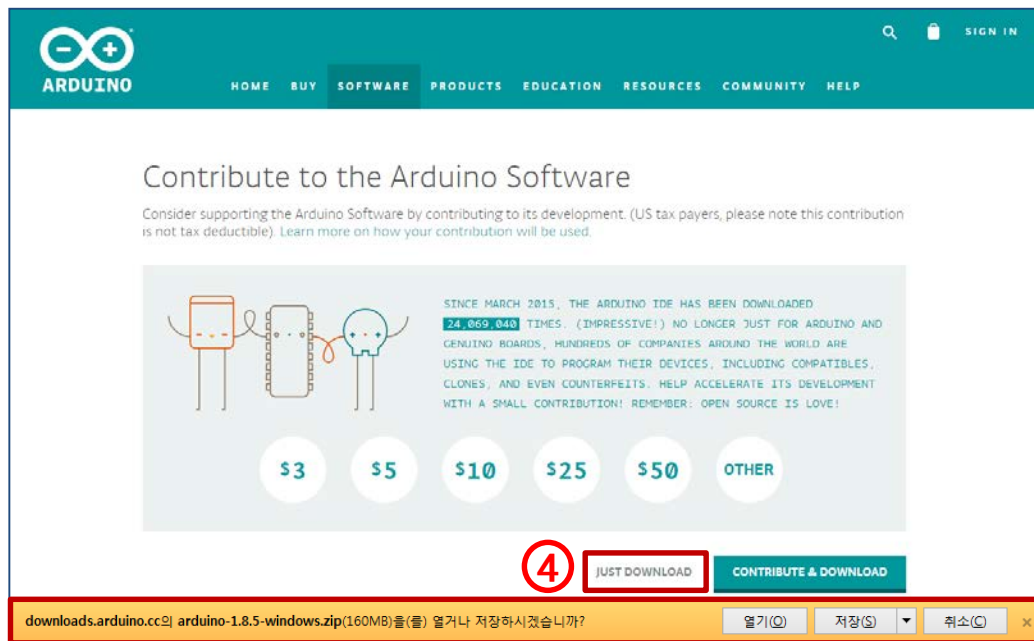 SIGN IN
ARDUINO
HOME BUY SOFTWARE PRODUCTS EDUCATION RESOURCES COMMUNITY HELP
Contribute to the Arduino Software
Consider supporting the Arduino Software by contributing to its development. (US tax payers, please note this contribution
is not tax deductible). Learn more on how your contribution will be used.
SINCE MARCH 2015, THE ARDUINO IDE HAS BEEN DOWNLOADED
24,069,040 TIMES. (IMPRESSIVE!) NO LONGER JUST FOR ARDUINO AND
GENUINO BOARDS, HUNDREDS OF COMPANIES AROUND THE WORLD ARE
USING THE IDE TO PROGRAM THEIR DEVICES, INCLUDING COMPATIBLES,
CLONES, AND EVEN COUNTERFEITS. HELP ACCELERATE ITS DEVELOPMENT
WITH A SMALL CONTRIBUTION! REMEMBER: OPEN SOURCE IS LOVE!
$3 $5 $10 $25 $50 OTHER
④ JUST DOWNLOAD CONTRIBUTE & DOWNLOAD
downloads.arduino.cc의 arduino-1.8.5-windows.zip(160MB)을(를) 열거나 저장하시겠습니까? 열기(O) 저장(S) ▼ 취소(C) ×